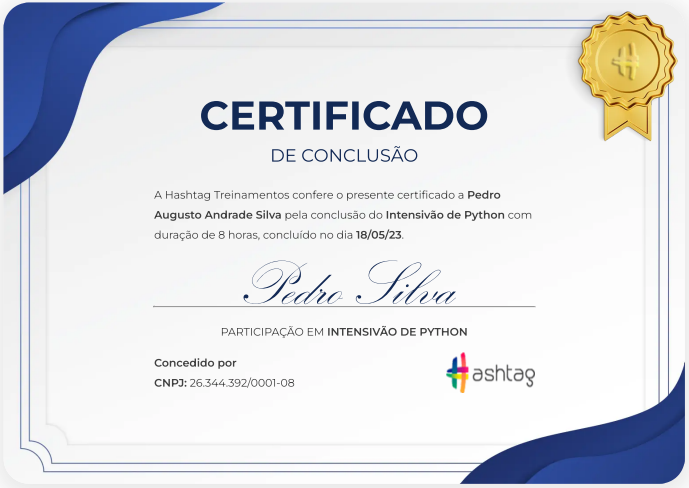 CERTIFICADO
DE CONCLUSÃO
A Hashtag Treinamentos confere o presente certificado a Pedro
Augusto Andrade Silva pela conclusão do Intensivão de Python com
duração de 8 horas, concluído no dia 18/05/23.
Pedro Silva
PARTICIPAÇÃO EM INTENSIVÃO DE PYTHON
Concedido por
CNPJ: 26.344.392/0001-08
#ashtag